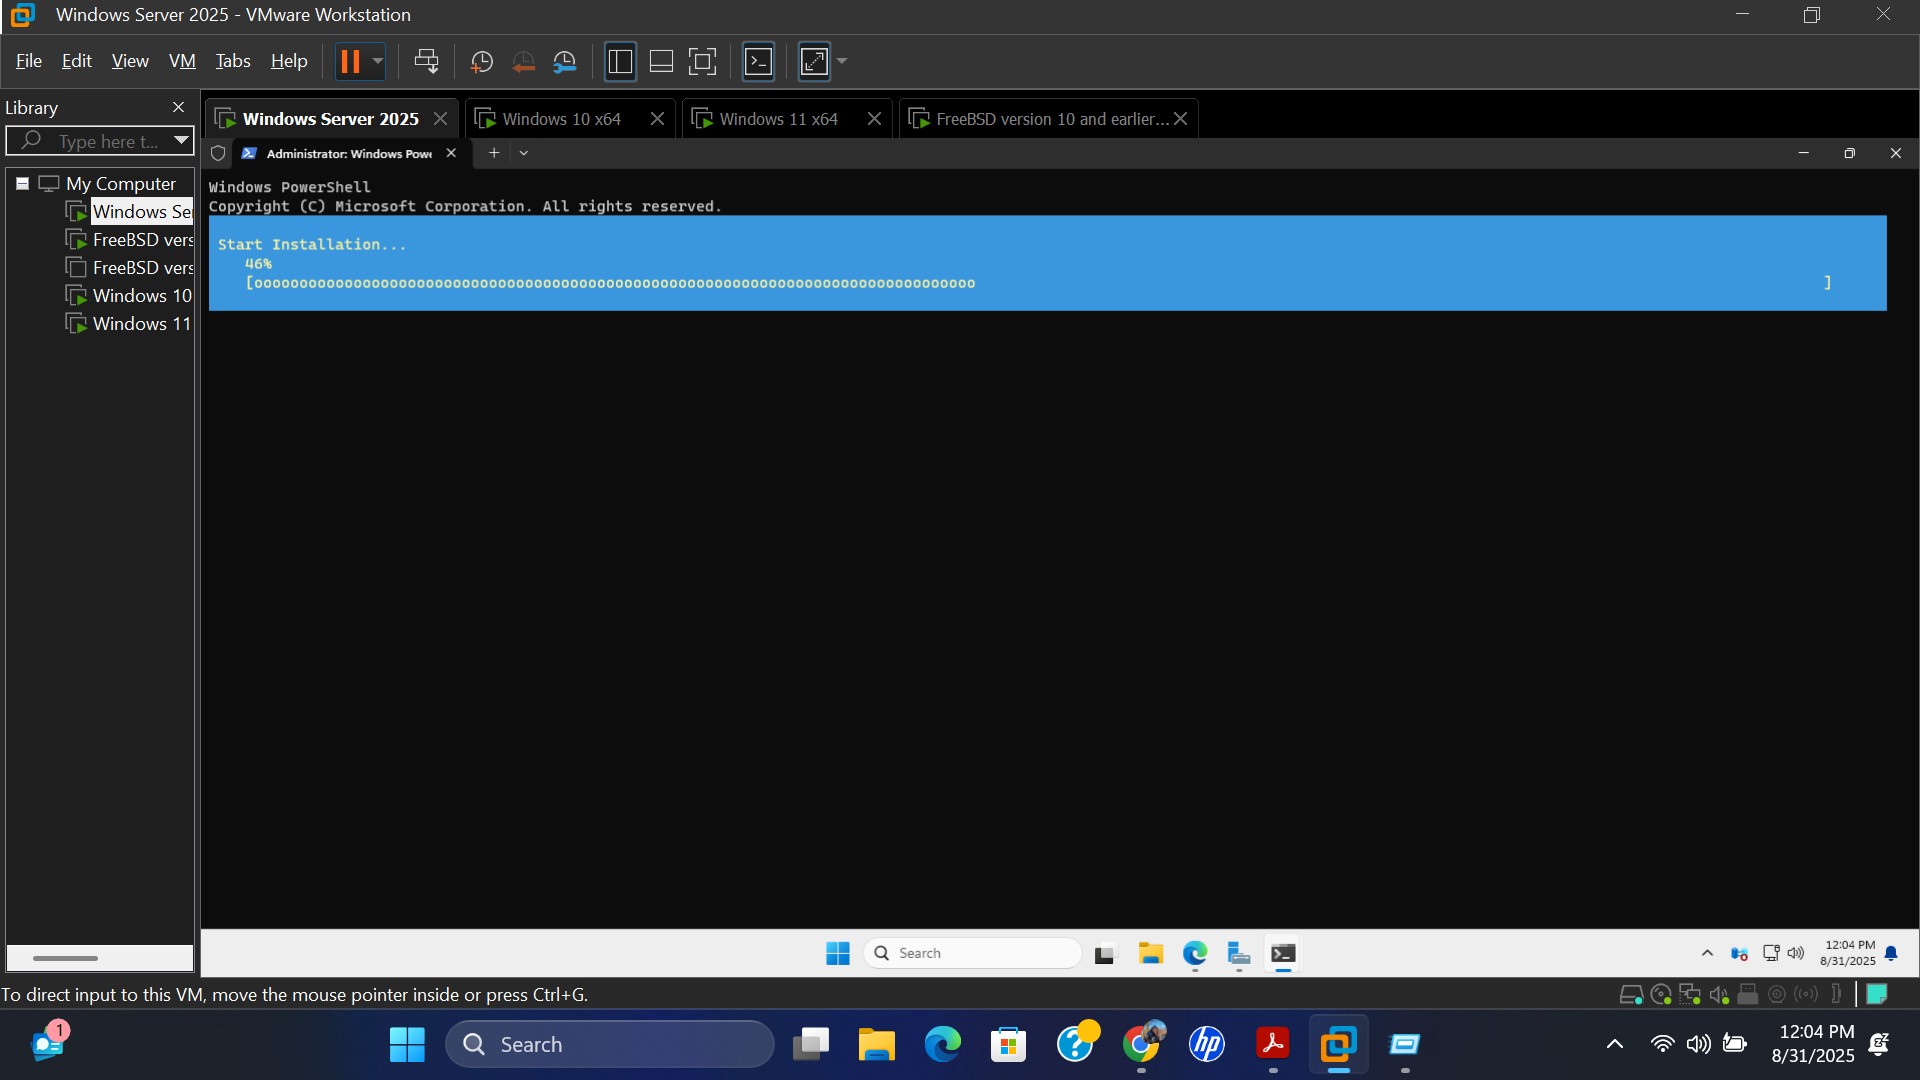 Windows Server 2025 - VMware Workstation
File Edit View VM Tabs Help
Library
Type here t...
My Computer
Windows Ser
FreeBSD vers
FreeBSD vers
Windows 10
Windows 11
Windows Server 2025
Windows 10 x64
Windows 11 x64
FreeBSD version 10 and earlier...
Administrator: Windows Powe
Windows PowerShell
Copyright (C) Microsoft Corporation. All rights reserved.
Start Installation...
46%
[oooooooooooooooooooooooooooooooooooooooooooooooooooooooooooooooooooooooooooooooo ]
Search
12:04 PM
8/31/2025
To direct input to this VM, move the mouse pointer inside or press Ctrl+G.
1
Search
hp
12:04 PM
8/31/2025